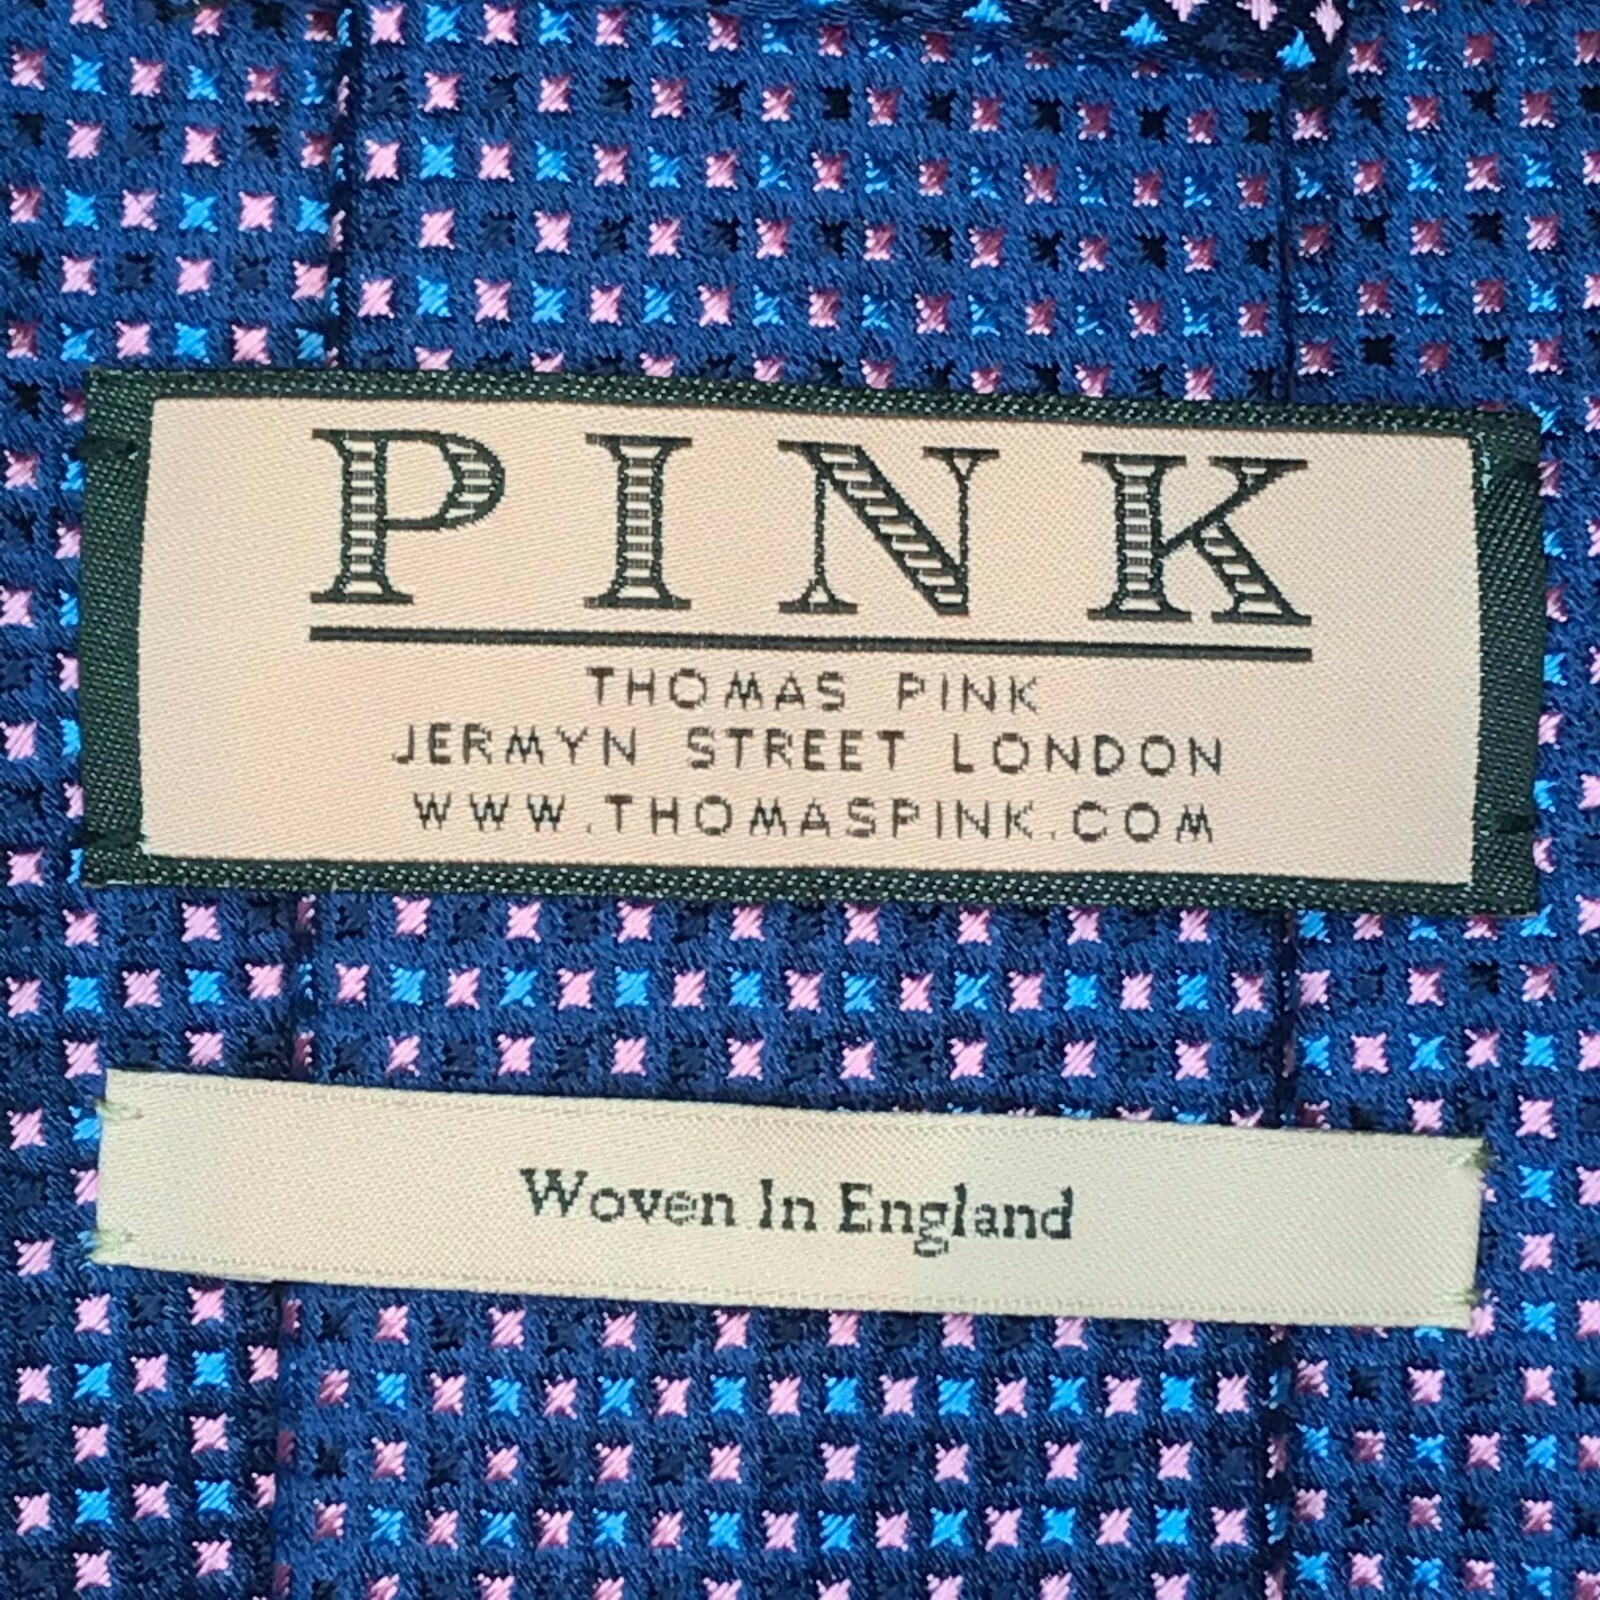 PINK
THOMAS PINK
JERMYN STREET LONDON
WWW.THOMASPINK.COM
Woven In England